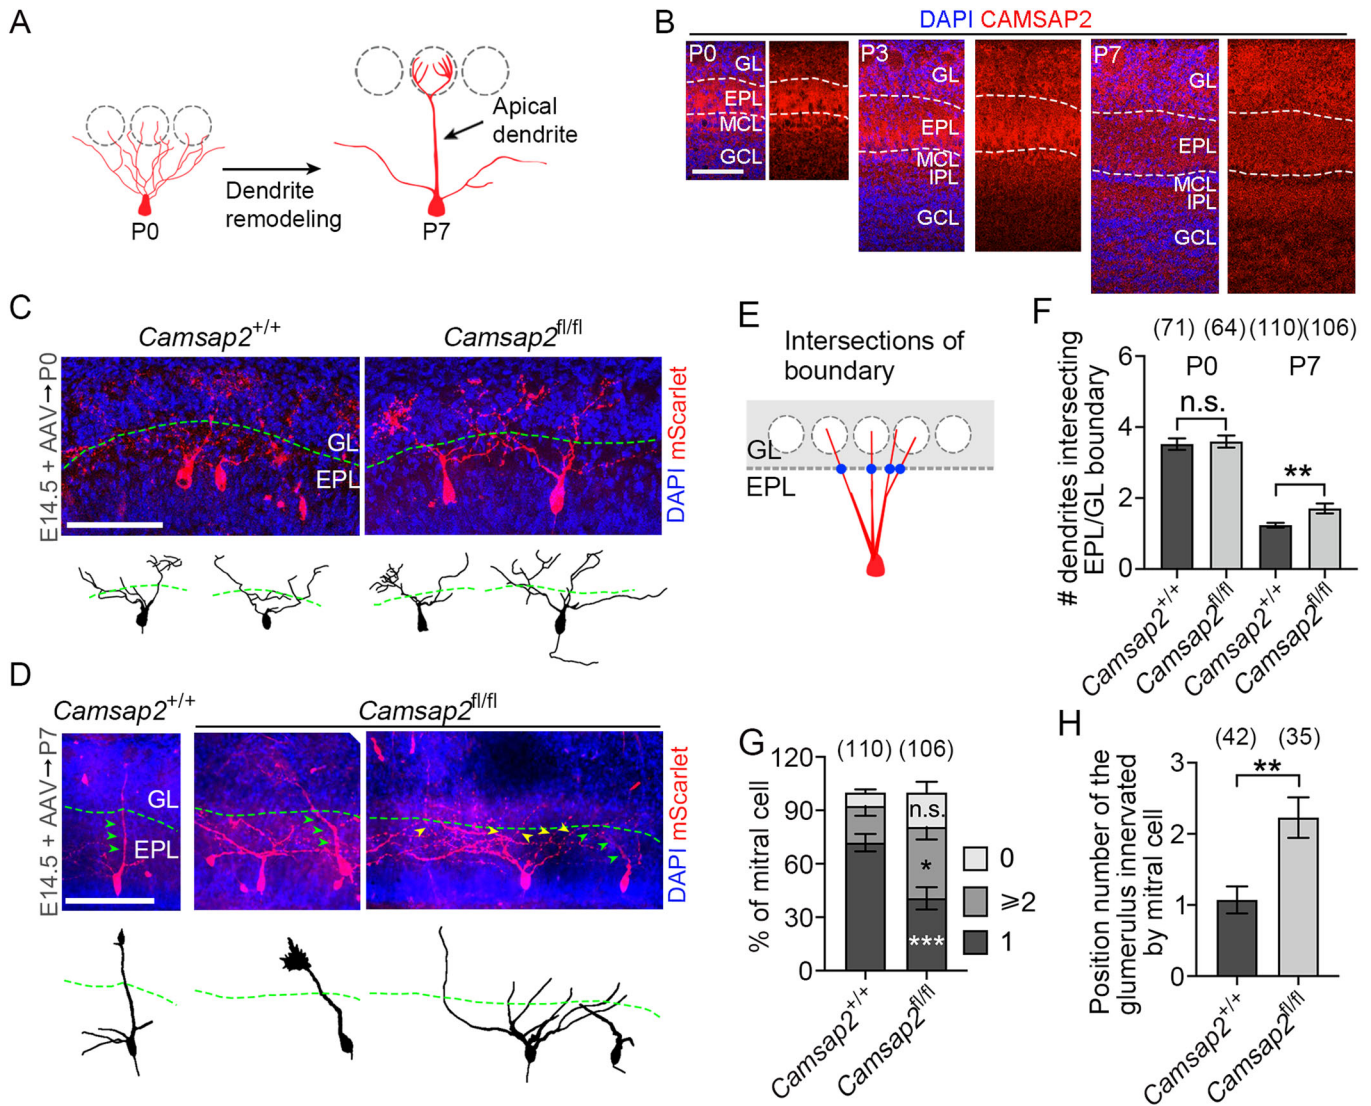 A
P0
Dendrite
remodeling
Apical
dendrite
P7
B
DAPI CAMSAP2
P0
GL
EPL
MCL
GCL
P3
GL
EPL
MCL
IPL
GCL
P7
GL
EPL
MCL
IPL
GCL
C
Camsap2+/+
Camsap2fl/fl
E14.5 + AAV→P0
GL
EPL
DAPI mScarlet
D
Camsap2+/+
Camsap2fl/fl
E14.5 + AAV→P7
GL
EPL
DAPI mScarlet
E
Intersections of
boundary
GL
EPL
F
(71) (64) (110) (106)
P0 P7
n.s.
**
# dendrites intersecting
EPL/GL boundary
6
4
2
0
Camsap2+/+
Camsap2fl/fl
Camsap2+/+
Camsap2fl/fl
G
(110) (106)
% of mitral cell
120
90
60
30
0
n.s.
*
***
0
⩾2
1
Camsap2+/+
Camsap2fl/fl
H
(42) (35)
**
Position number of the
glumerulus innervated
by mitral cell
3
2
1
0
Camsap2+/+
Camsap2fl/fl